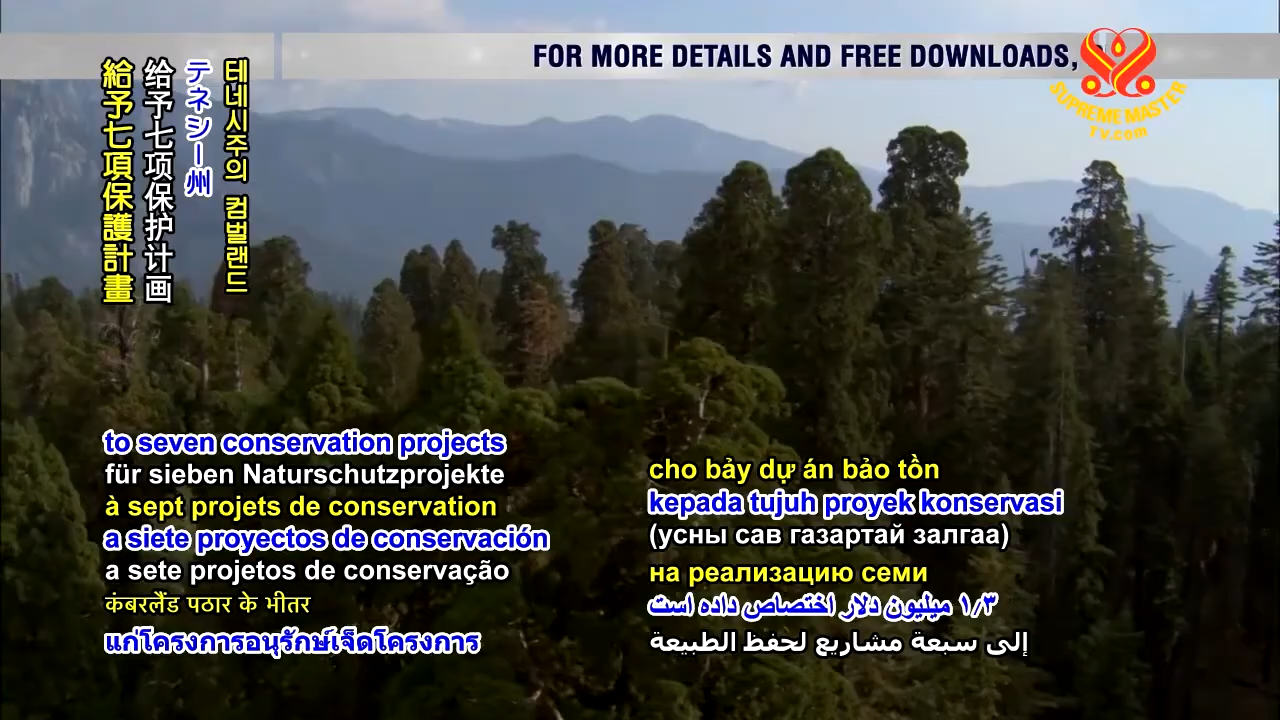 FOR MORE DETAILS AND FREE DOWNLOADS,
SUPREME MASTER
TV.com
테네시주의 컴벌랜드
テネシー州
给予七项保护计画
給予七項保護計畫
to seven conservation projects
für sieben Naturschutzprojekte
à sept projets de conservation
a siete proyectos de conservación
a sete projetos de conservação
कंबरलैंड पठार के भीतर
แก่โครงการอนุรักษ์เจ็ดโครงการ
cho bảy dự án bảo tồn
kepada tujuh proyek konservasi
(усны сав газартай залгаа)
на реализацию семи
۱/۳ میلیون دلار اختصاص داده است
إلى سبعة مشاريع لحفظ الطبيعة